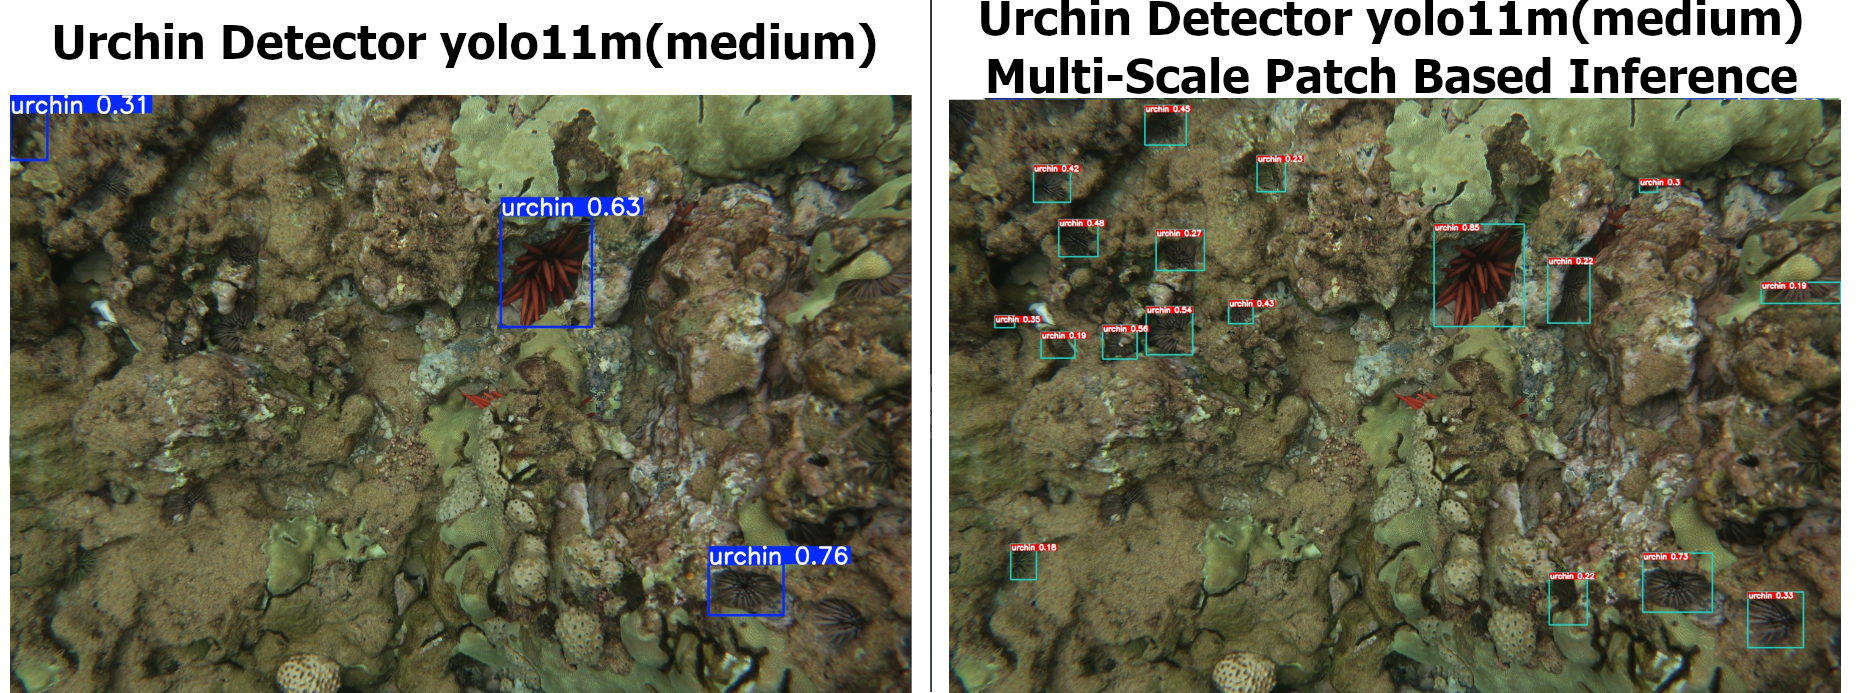 Urchin Detector yolo11m(medium)
urchin 0.31
urchin 0.63
urchin 0.76
Urchin Detector yolo11m(medium)
Multi-Scale Patch Based Inference
urchin 0.45
urchin 0.23
urchin 0.42
urchin 0.3
urchin 0.48
urchin 0.27
urchin 0.85
urchin 0.22
urchin 0.19
urchin 0.43
urchin 0.54
urchin 0.35
urchin 0.56
urchin 0.19
urchin 0.18
urchin 0.73
urchin 0.22
urchin 0.33